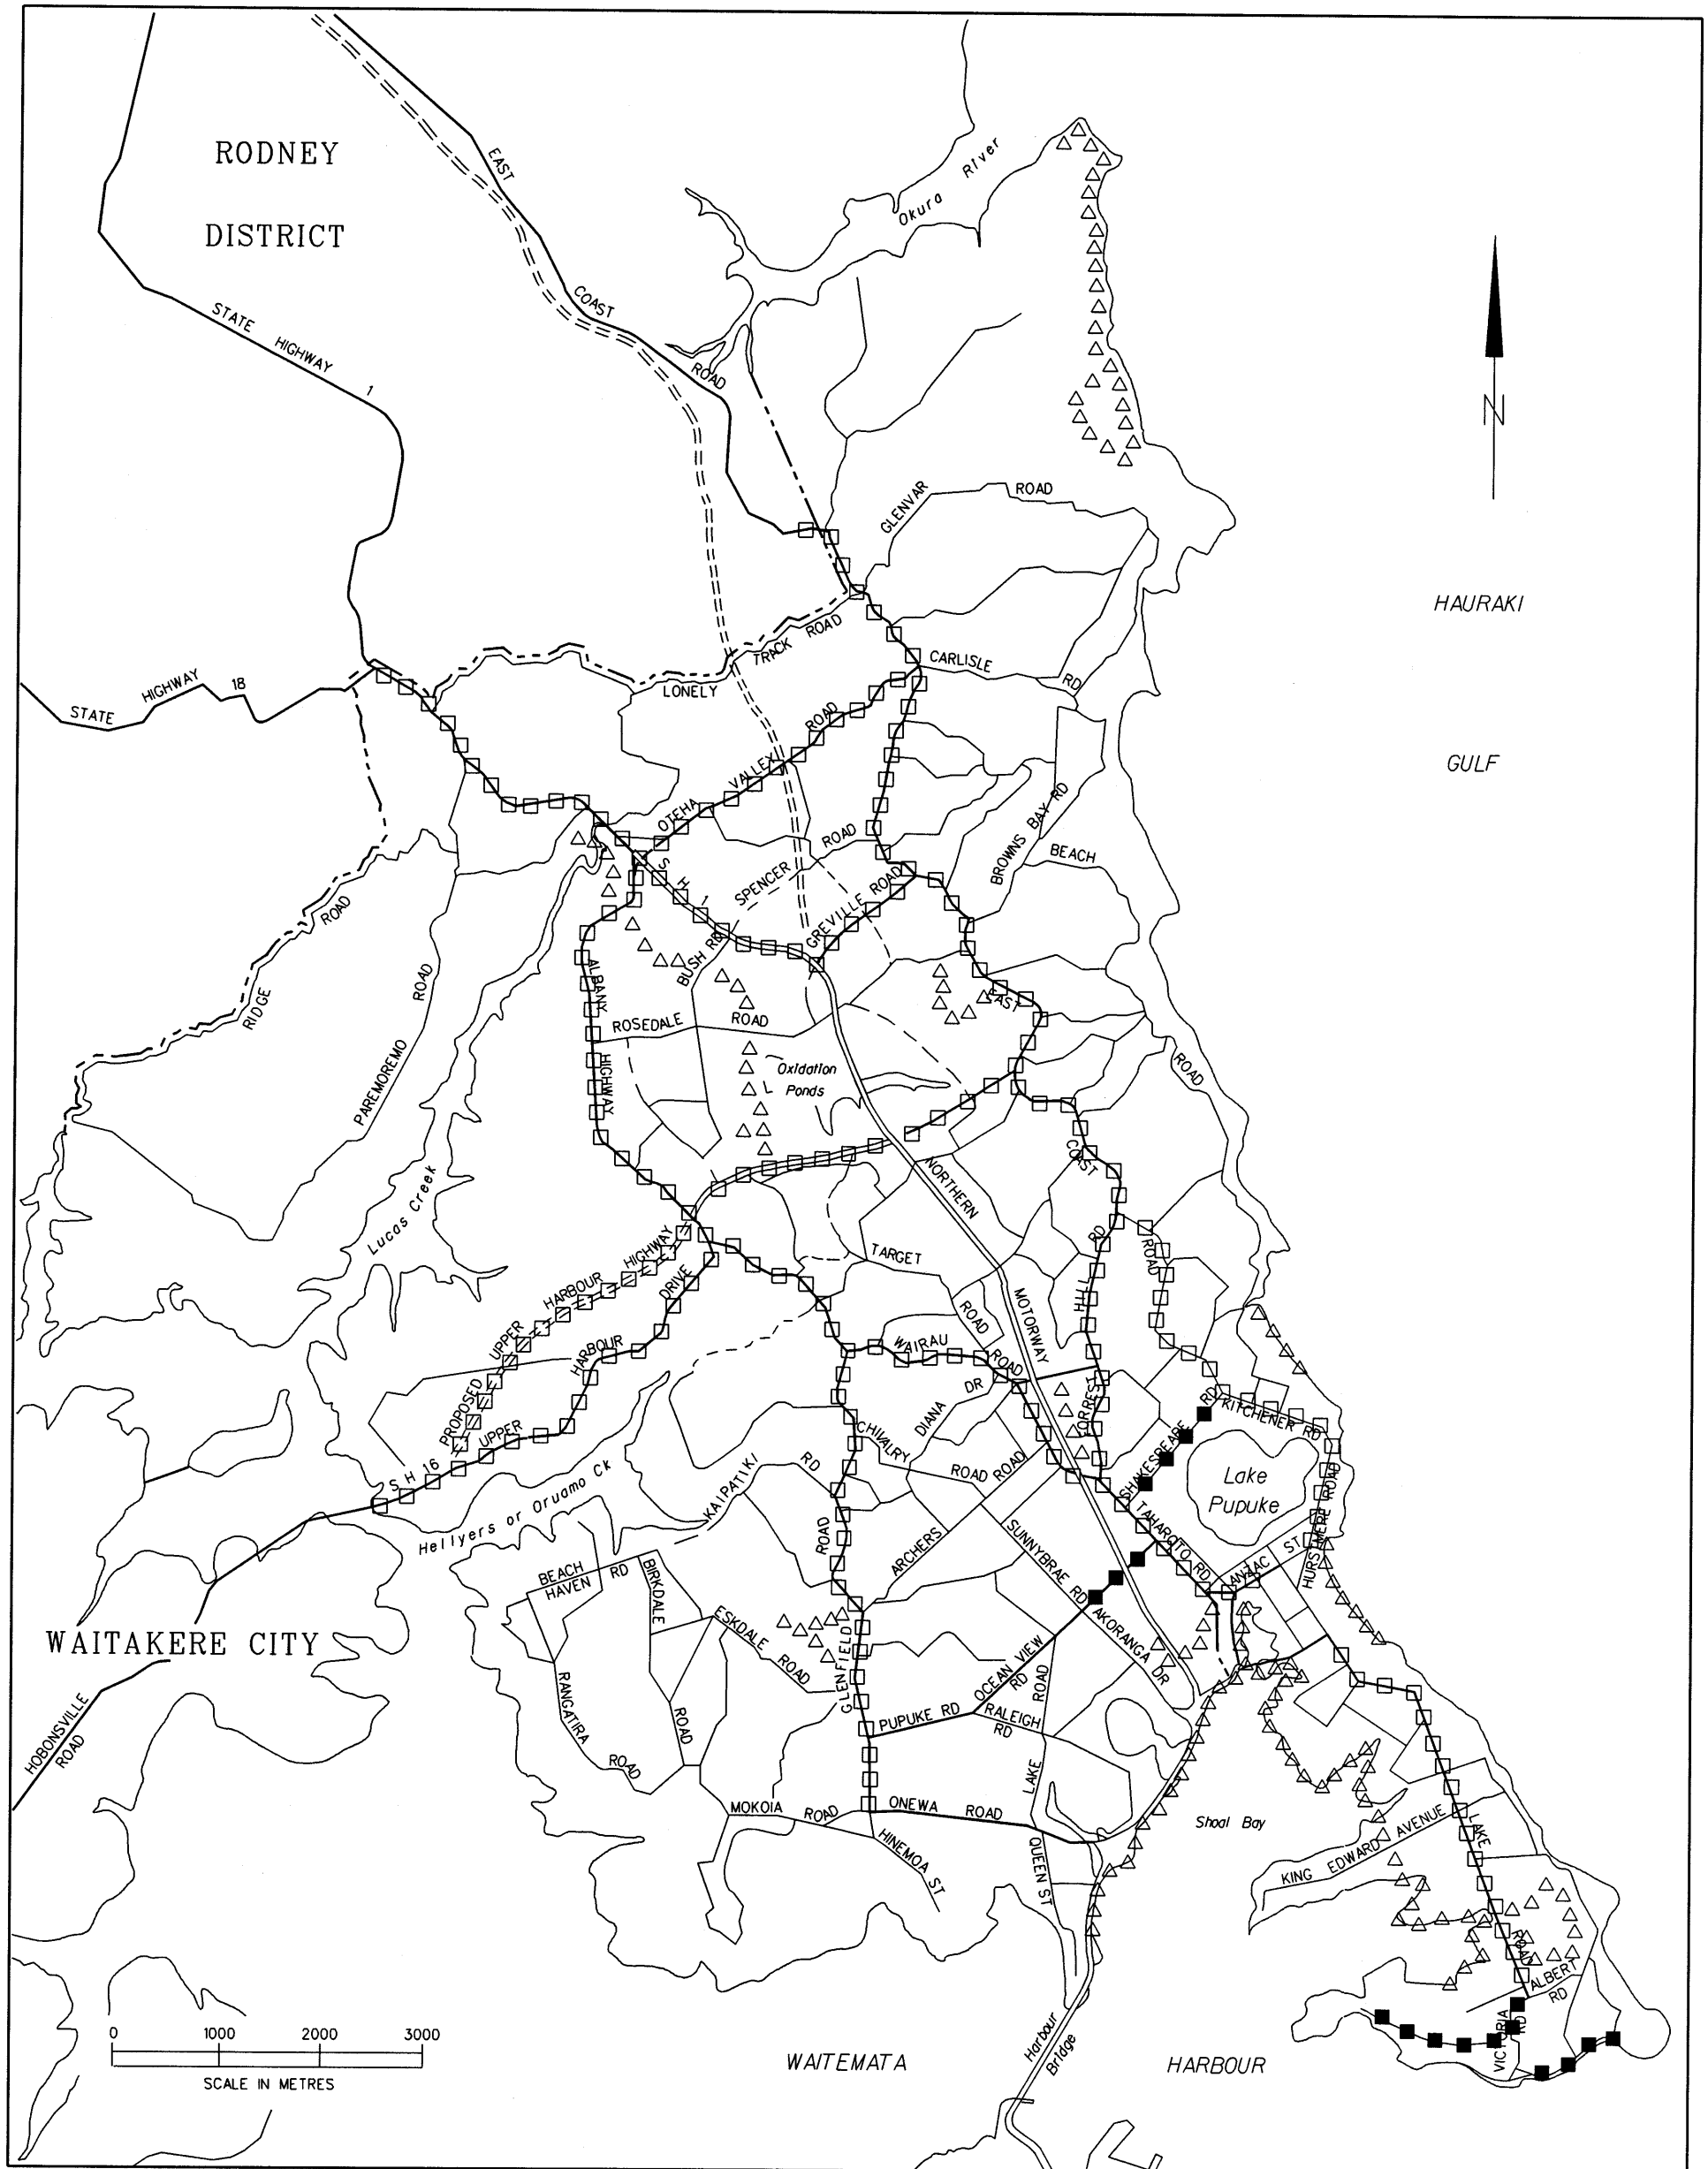 RODNEY
DISTRICT
EAST
COAST
ROAD
Okura River
STATE HIGHWAY 1
N
GLENVAR ROAD
HAURAKI
GULF
STATE HIGHWAY 18
LONELY TRACK ROAD
CARLISLE RD
OTEHA VALLEY ROAD
BROWNS BAY RD
BEACH
ROAD
SPENCER ROAD
S H 1
GREVILLE ROAD
BUSH RD
RIDGE ROAD
PAREMOREMO ROAD
ALBANY
HIGHWAY
ROSEDALE ROAD
EAST
COAST
ROAD
Oxidation
Ponds
Lucas Creek
NORTHERN
MOTORWAY
TARGET
ROAD
PROPOSED UPPER HARBOUR HIGHWAY
UPPER HARBOUR DRIVE
S H 16
WAIRAU
ROAD
FORREST
HILL
RD
DIANA DR
CHIVALRY
ROAD
ROAD
ARCHERS
SHAKESPEARE RD
KITCHENER RD
Lake
Pupuke
HURSTMERE ROAD
ANZAC ST
TAHAROTO RD
SUNNYBRAE RD
AKORANGA DR
KAIPATIKI
RD
Hellyers or Oruamo Ck
BEACH
HAVEN RD
BIRKDALE
ROAD
ESKDALE
ROAD
RANGATIRA
ROAD
GLENFIELD
ROAD
OCEAN VIEW
RD
PUPUKE RD
RALEIGH
RD
LAKE
ROAD
MOKOIA ROAD
ONEWA ROAD
HINEMOA ST
QUEEN ST
WAITAKERE CITY
HOBONSVILLE
ROAD
Shoal Bay
KING EDWARD AVENUE
LAKE
ROAD
ALBERT
RD
VICTORIA
RD
Harbour
Bridge
WAITEMATA
HARBOUR
0 1000 2000 3000
SCALE IN METRES